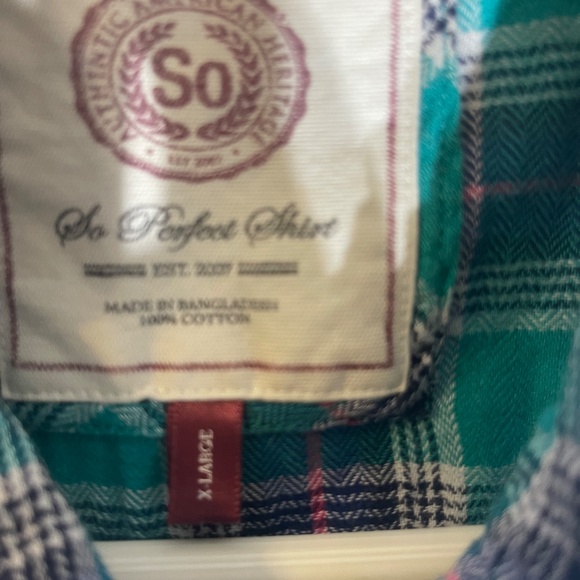 AUTHENTIC AMERICAN HERITAGE
So
EST 2007
So Perfect Shirt
EST. 2007
MADE IN BANGLADESH
100% COTTON
X-LARGE